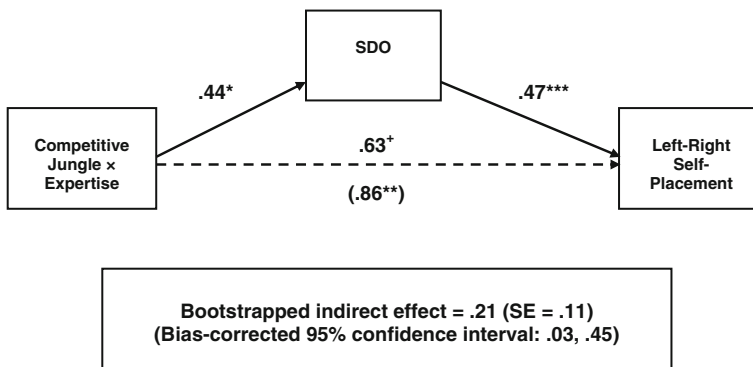 SDO
.44*
.47***
Competitive
Jungle ×
Expertise
.63+
(.86**)
Left-Right
Self-
Placement
Bootstrapped indirect effect = .21 (SE = .11)
(Bias-corrected 95% confidence interval: .03, .45)